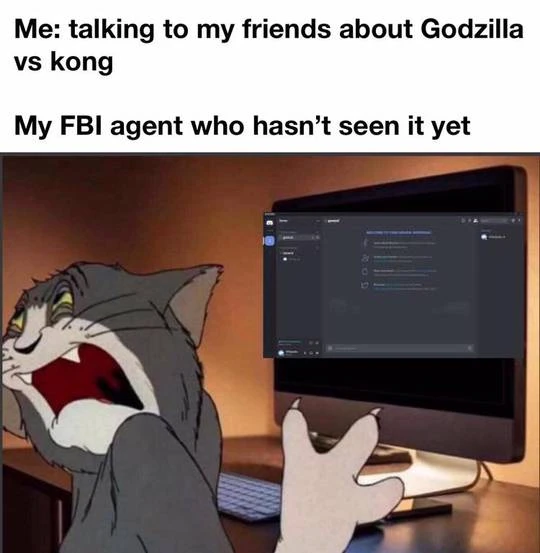 Me: talking to my friends about Godzilla
vs kong
My FBI agent who hasn't seen it yet